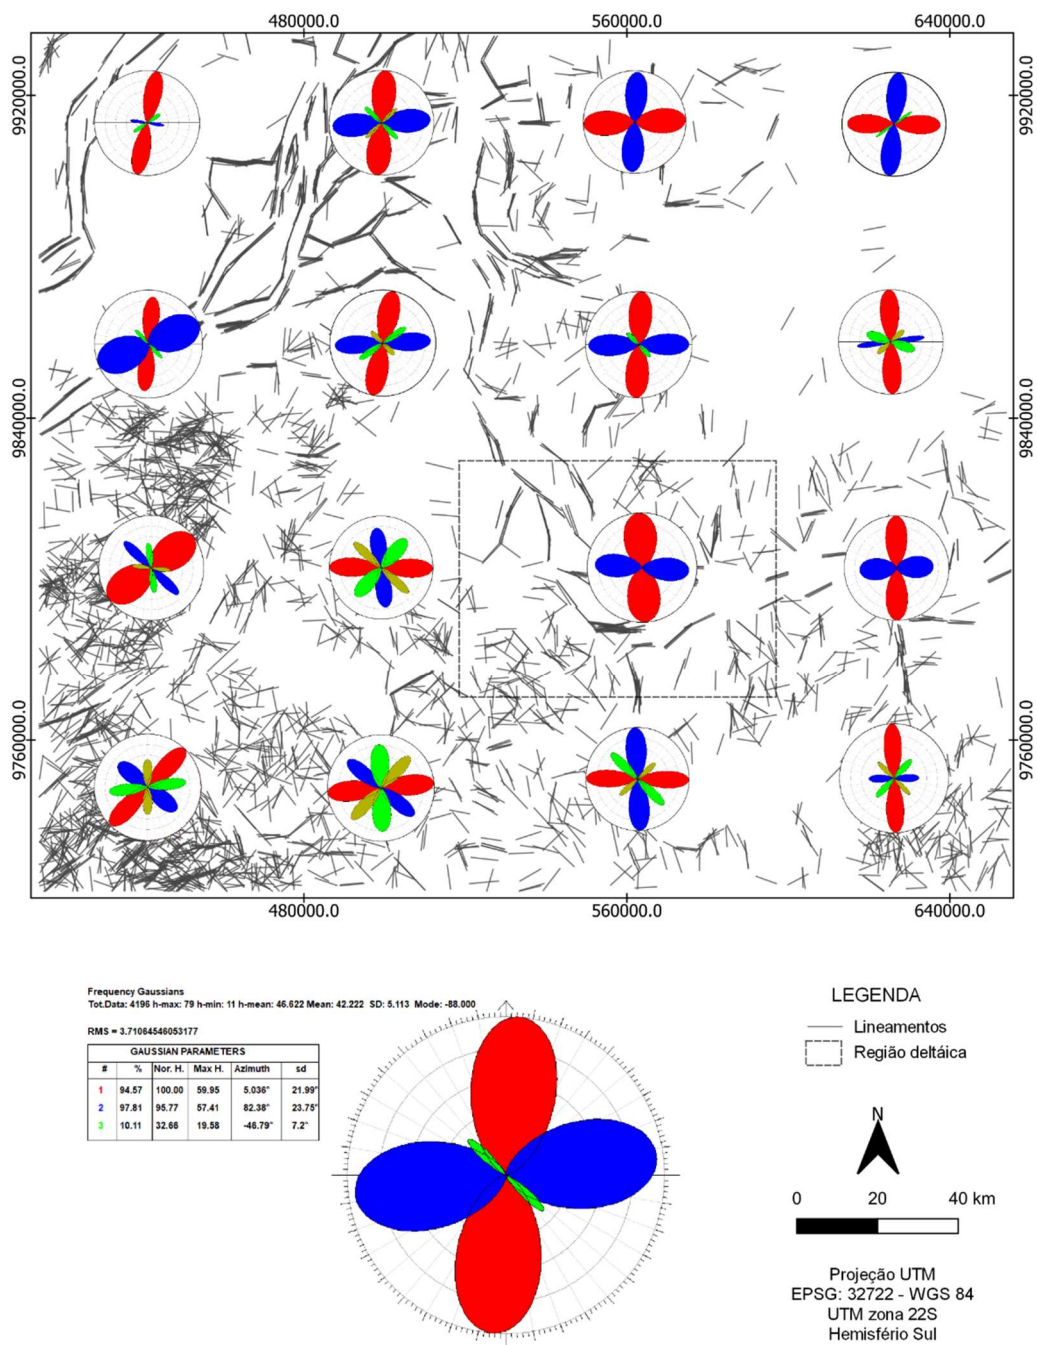 480000.0 560000.0 640000.0
9920000.0 9920000.0
9840000.0 9840000.0
9760000.0 9760000.0
480000.0 560000.0 640000.0
Frequency Gaussians
Tot.Data: 4196 h-max: 79 h-min: 11 h-mean: 46.622 Mean: 42.222 SD: 5.113 Mode: -88.000
RMS = 3.71064546053177
GAUSSIAN PARAMETERS
# % Nor. H. Max H. Azimuth sd
1 94.57 100.00 59.95 5.036° 21.99°
2 97.81 95.77 57.41 82.38° 23.75°
3 10.11 32.66 19.58 -46.79° 7.2°
LEGENDA
Lineamentos
Região deltáica
N
0 20 40 km
Projeção UTM
EPSG: 32722 - WGS 84
UTM zona 22S
Hemisfério Sul